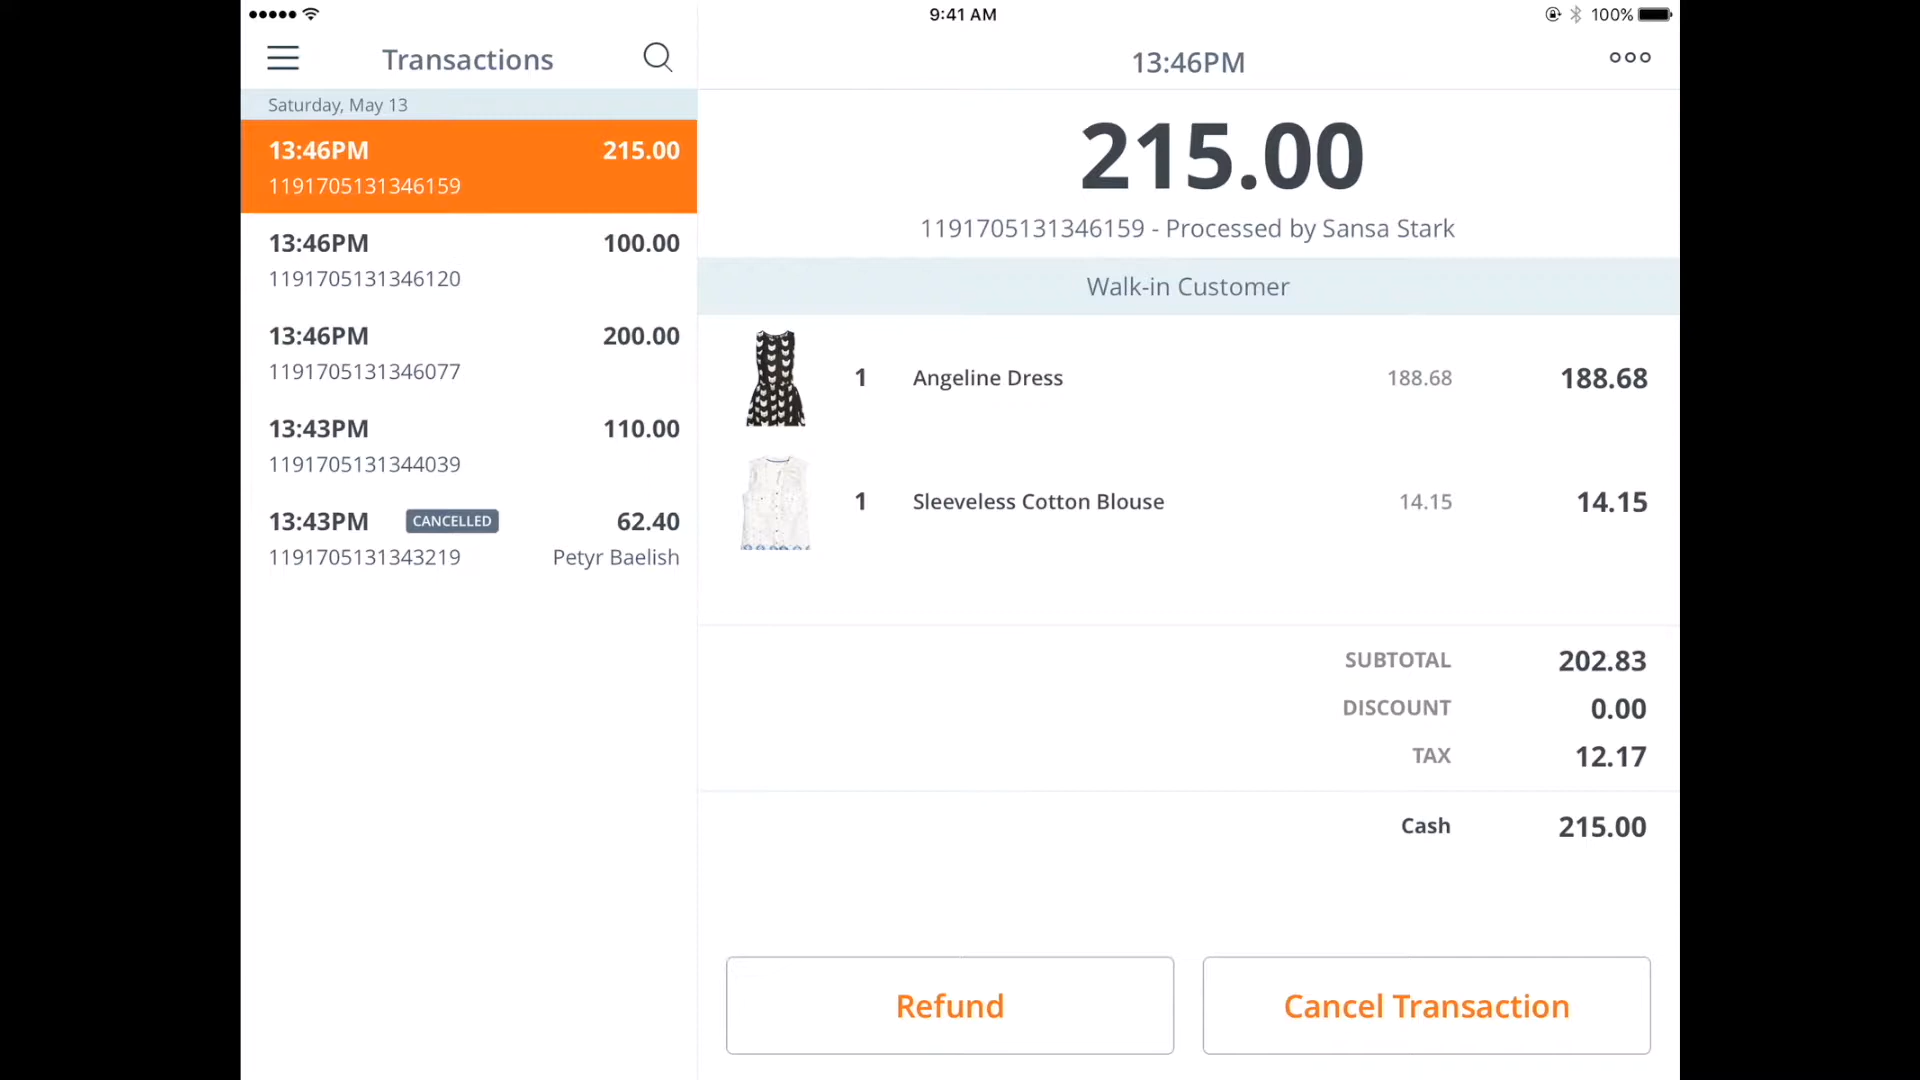 9:41 AM
100%
Transactions
Saturday, May 13
13:46PM 215.00
1191705131346159
13:46PM 100.00
1191705131346120
13:46PM 200.00
1191705131346077
13:43PM 110.00
1191705131344039
13:43PM CANCELLED 62.40
1191705131343219 Petyr Baelish
13:46PM
215.00
1191705131346159 - Processed by Sansa Stark
Walk-in Customer
1 Angeline Dress 188.68 188.68
1 Sleeveless Cotton Blouse 14.15 14.15
SUBTOTAL 202.83
DISCOUNT 0.00
TAX 12.17
Cash 215.00
Refund
Cancel Transaction